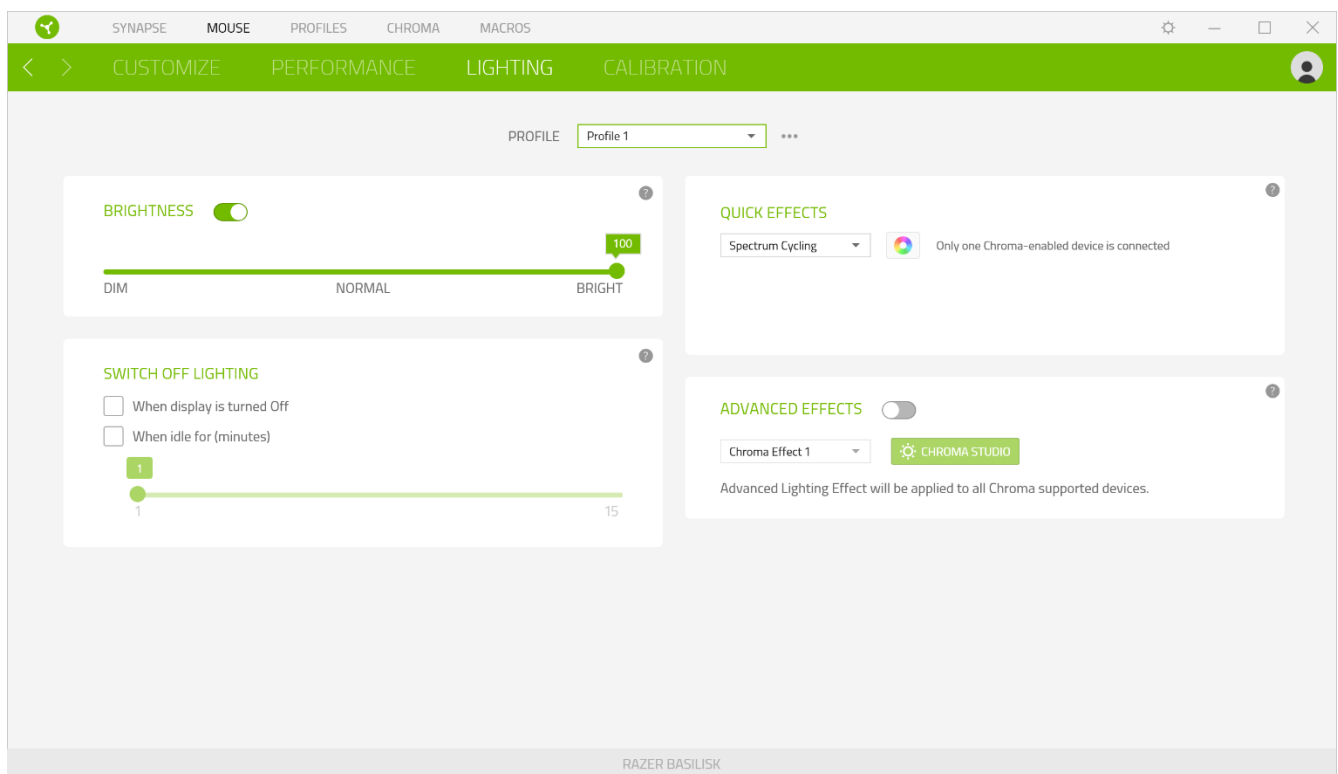 SYNAPSE MOUSE PROFILES CHROMA MACROS
CUSTOMIZE PERFORMANCE LIGHTING CALIBRATION
PROFILE Profile 1
BRIGHTNESS
100
DIM NORMAL BRIGHT
SWITCH OFF LIGHTING
When display is turned Off
When idle for (minutes)
1
1 15
?
?
QUICK EFFECTS
Spectrum Cycling Only one Chroma-enabled device is connected
?
ADVANCED EFFECTS
Chroma Effect 1 CHROMA STUDIO
Advanced Lighting Effect will be applied to all Chroma supported devices.
?
RAZER BASILISK